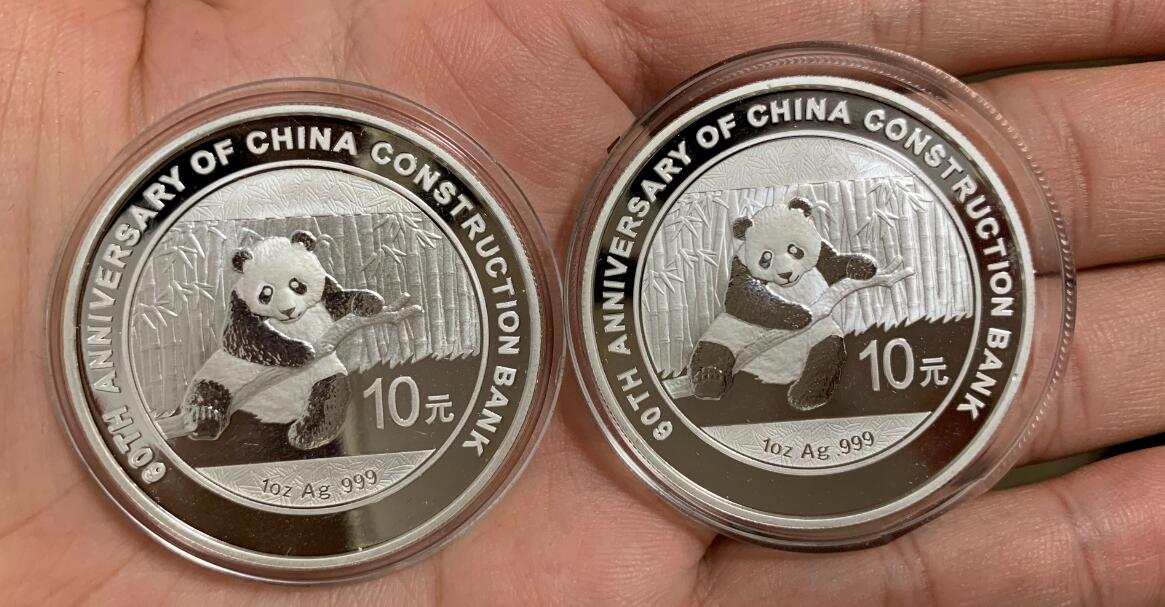 60TH ANNIVERSARY OF CHINA CONSTRUCTION BANK
10元
1oz Ag 999
60TH ANNIVERSARY OF CHINA CONSTRUCTION BANK
10元
1oz Ag 999